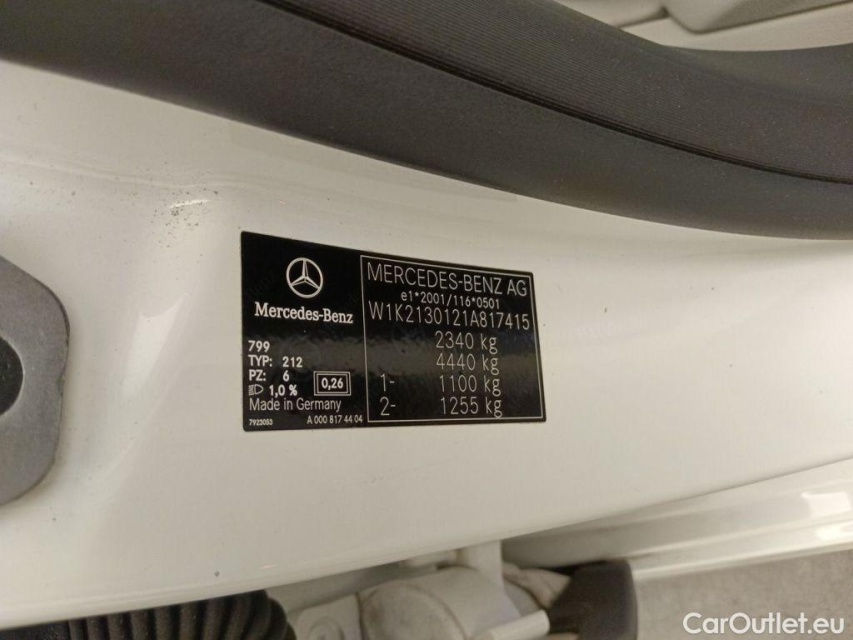 Mercedes-Benz
799
TYP: 212
PZ: 6
1,0 %
0,26
Made in Germany
7923053
A 000 817 44 04
MERCEDES-BENZ AG
e1*2001/116*0501
W1K2130121A817415
2340 kg
4440 kg
1- 1100 kg
2- 1255 kg
CarOutlet.eu